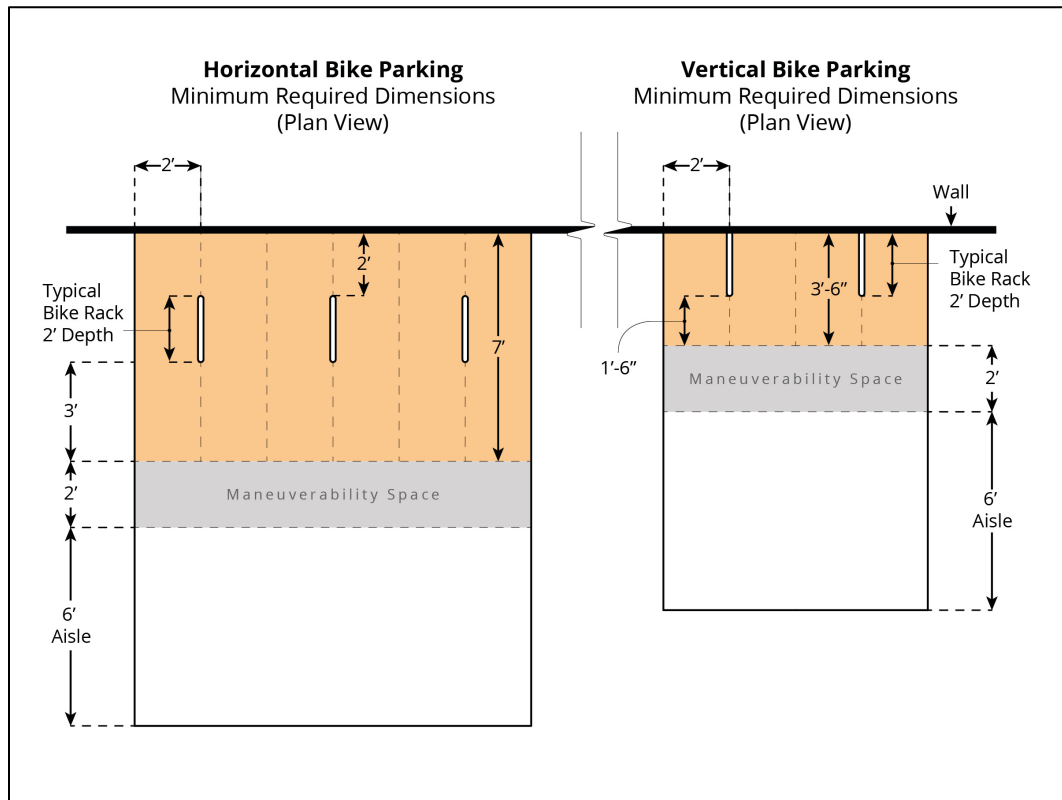 Horizontal Bike Parking
Minimum Required Dimensions
(Plan View)
2’
2’
Typical
Bike Rack
2’ Depth
7’
3’
2’
Maneuverability Space
6’
Aisle
Vertical Bike Parking
Minimum Required Dimensions
(Plan View)
2’
Wall
3’-6’’
Typical
Bike Rack
2’ Depth
1’-6’’
Maneuverability Space
2’
6’
Aisle